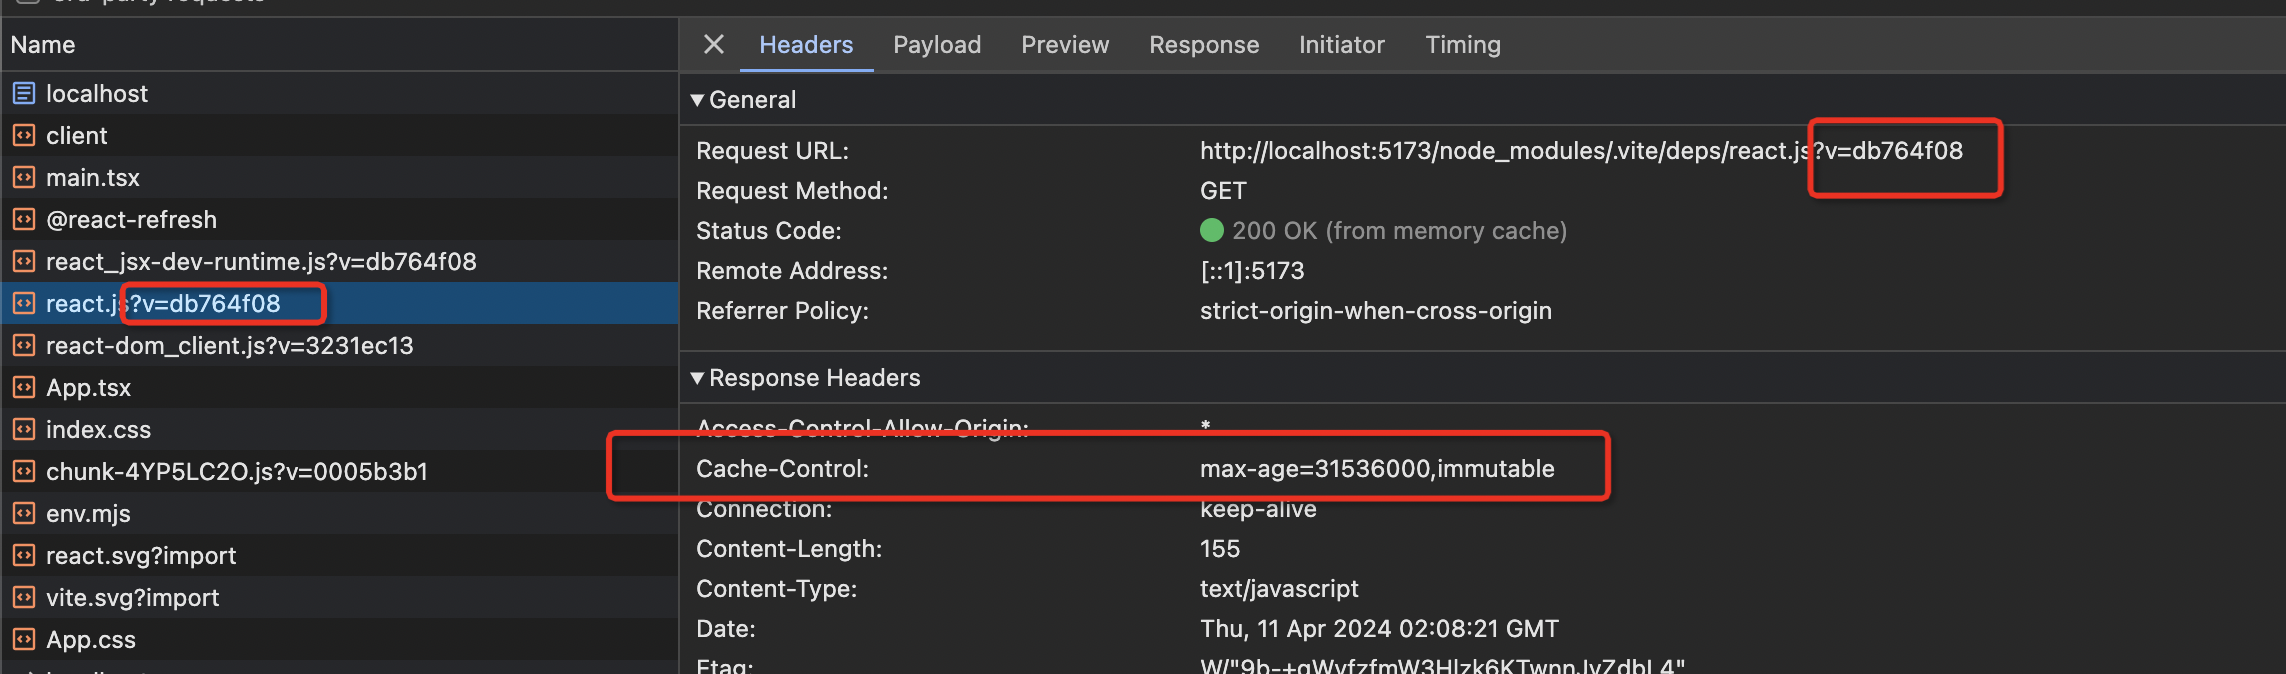 Name
localhost
client
main.tsx
@react-refresh
react_jsx-dev-runtime.js?v=db764f08
react.js?v=db764f08
react-dom_client.js?v=3231ec13
App.tsx
index.css
chunk-4YP5LC2O.js?v=0005b3b1
env.mjs
react.svg?import
vite.svg?import
App.css
Headers Payload Preview Response Initiator Timing
General
Request URL: http://localhost:5173/node_modules/.vite/deps/react.js?v=db764f08
Request Method: GET
Status Code: 200 OK (from memory cache)
Remote Address: [::1]:5173
Referrer Policy: strict-origin-when-cross-origin
Response Headers
Access-Control-Allow-Origin: *
Cache-Control: max-age=31536000,immutable
Connection: keep-alive
Content-Length: 155
Content-Type: text/javascript
Date: Thu, 11 Apr 2024 02:08:21 GMT
Etag: